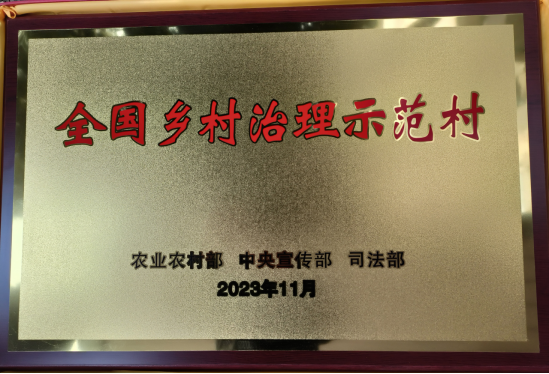 全国乡村治理示范村
农业农村部 中央宣传部 司法部
2023年11月